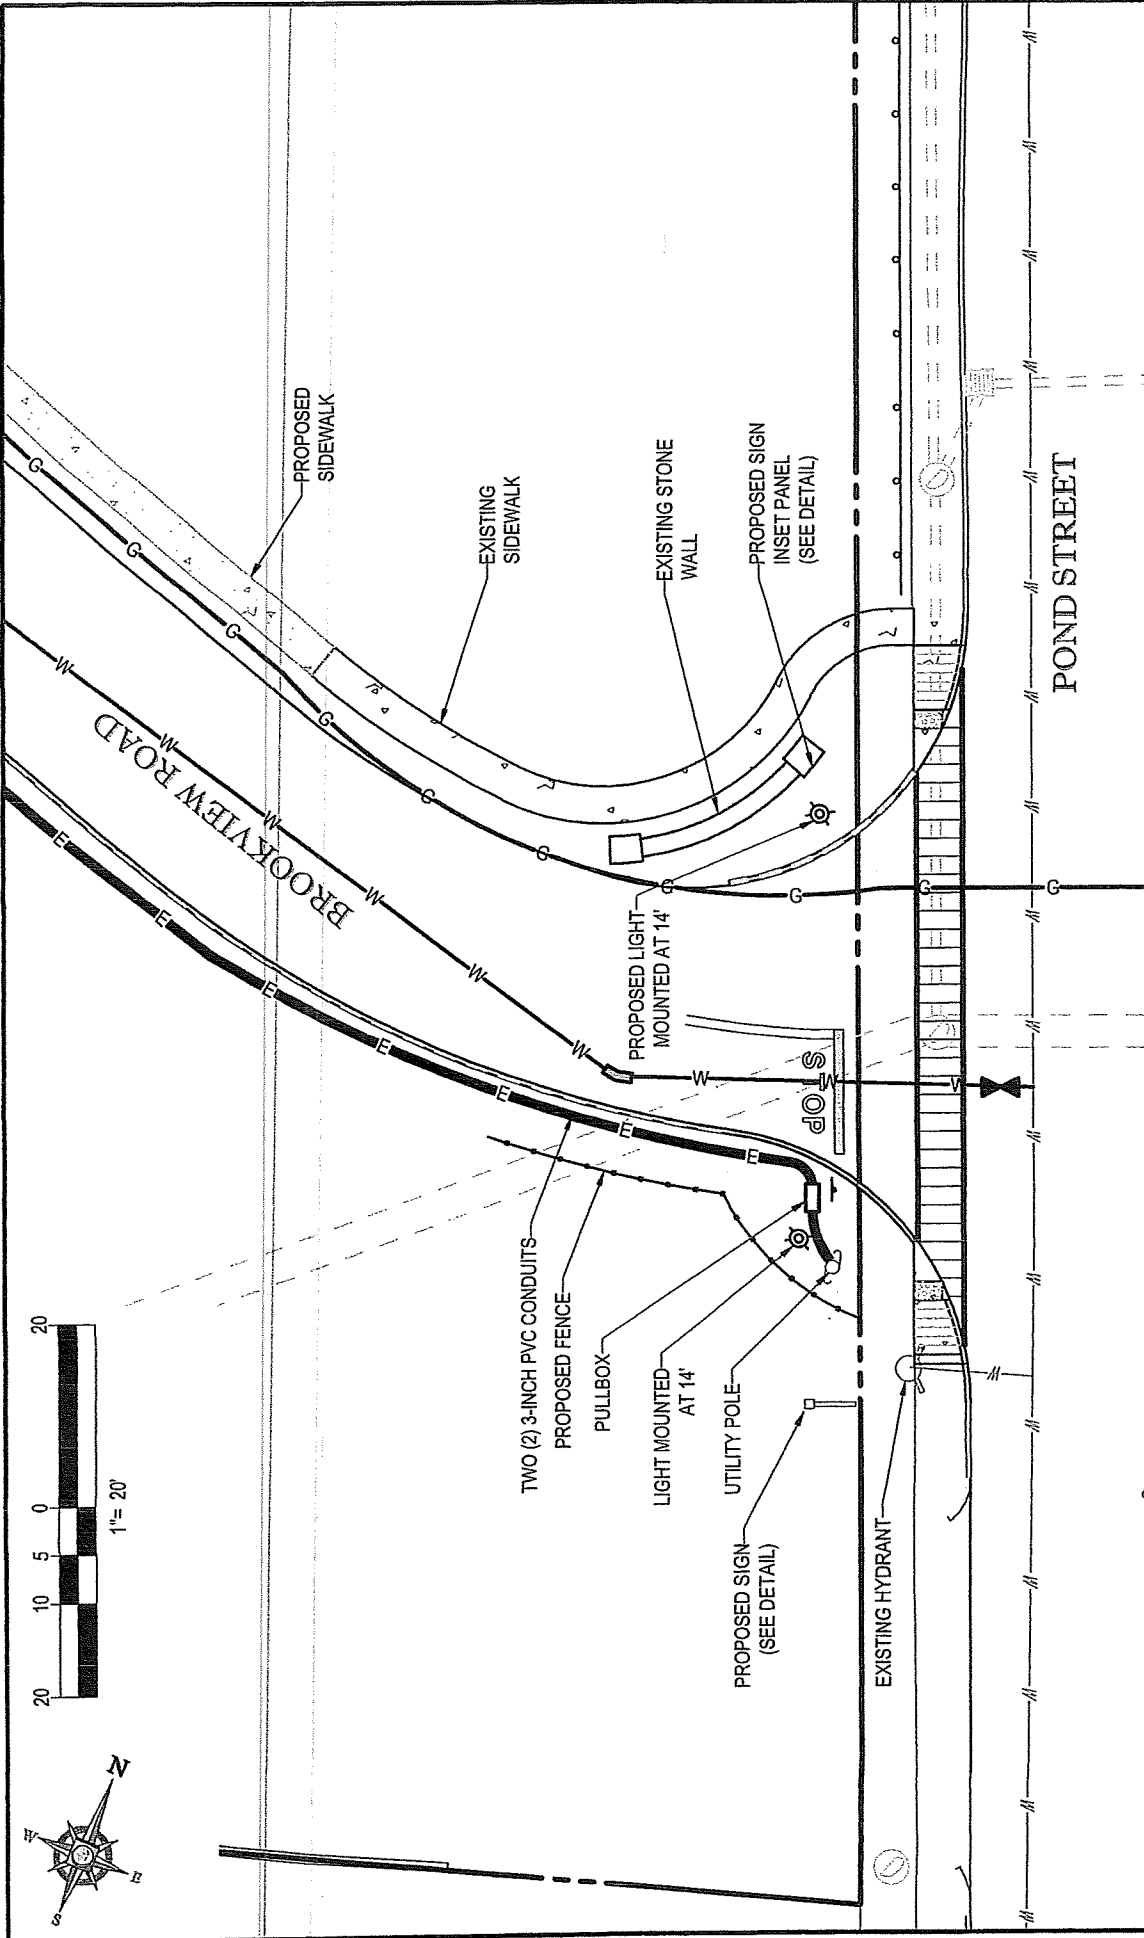 20
10
5
0
20
1"= 20'
N
W
E
S
PROPOSED
SIDEWALK
EXISTING
SIDEWALK
EXISTING STONE
WALL
PROPOSED SIGN
INSET PANEL
(SEE DETAIL)
BROOKVIEW ROAD
POND STREET
PROPOSED LIGHT
MOUNTED AT 14'
STOP
TWO (2) 3-INCH PVC CONDUITS
PROPOSED FENCE
PULLBOX
LIGHT MOUNTED
AT 14'
UTILITY POLE
PROPOSED SIGN
(SEE DETAIL)
EXISTING HYDRANT
G
G
G
G
G
G
G
G
G
G
W
W
W
W
W
W
W
W
W
E
E
E
E
E
E
E
W
W
W
W
W
W
W
W
W
W